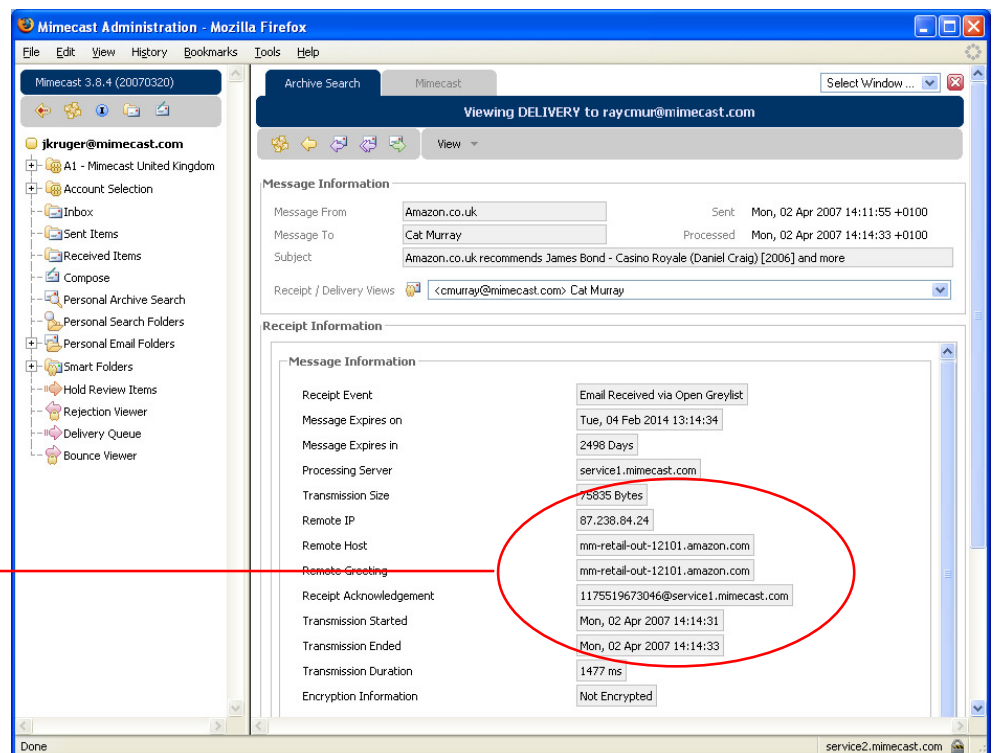 Mimecast Administration - Mozilla Firefox
File Edit View History Bookmarks Tools Help
Mimecast 3.8.4 (20070320)
jkruger@mimecast.com
A1 - Mimecast United Kingdom
Account Selection
Inbox
Sent Items
Received Items
Compose
Personal Archive Search
Personal Search Folders
Personal Email Folders
Smart Folders
Hold Review Items
Rejection Viewer
Delivery Queue
Bounce Viewer
Archive Search Mimecast Select Window ...
Viewing DELIVERY to raycmur@mimecast.com
View
Message Information
Message From Amazon.co.uk Sent Mon, 02 Apr 2007 14:11:55 +0100
Message To Cat Murray Processed Mon, 02 Apr 2007 14:14:33 +0100
Subject Amazon.co.uk recommends James Bond - Casino Royale (Daniel Craig) [2006] and more
Receipt / Delivery Views <cmurray@mimecast.com> Cat Murray
Receipt Information
Message Information
Receipt Event Email Received via Open Greylist
Message Expires on Tue, 04 Feb 2014 13:14:34
Message Expires in 2498 Days
Processing Server service1.mimecast.com
Transmission Size 75835 Bytes
Remote IP 87.238.84.24
Remote Host mm-retail-out-12101.amazon.com
Remote Greeting mm-retail-out-12101.amazon.com
Receipt Acknowledgement 1175519673046@service1.mimecast.com
Transmission Started Mon, 02 Apr 2007 14:14:31
Transmission Ended Mon, 02 Apr 2007 14:14:33
Transmission Duration 1477 ms
Encryption Information Not Encrypted
Done service2.mimecast.com